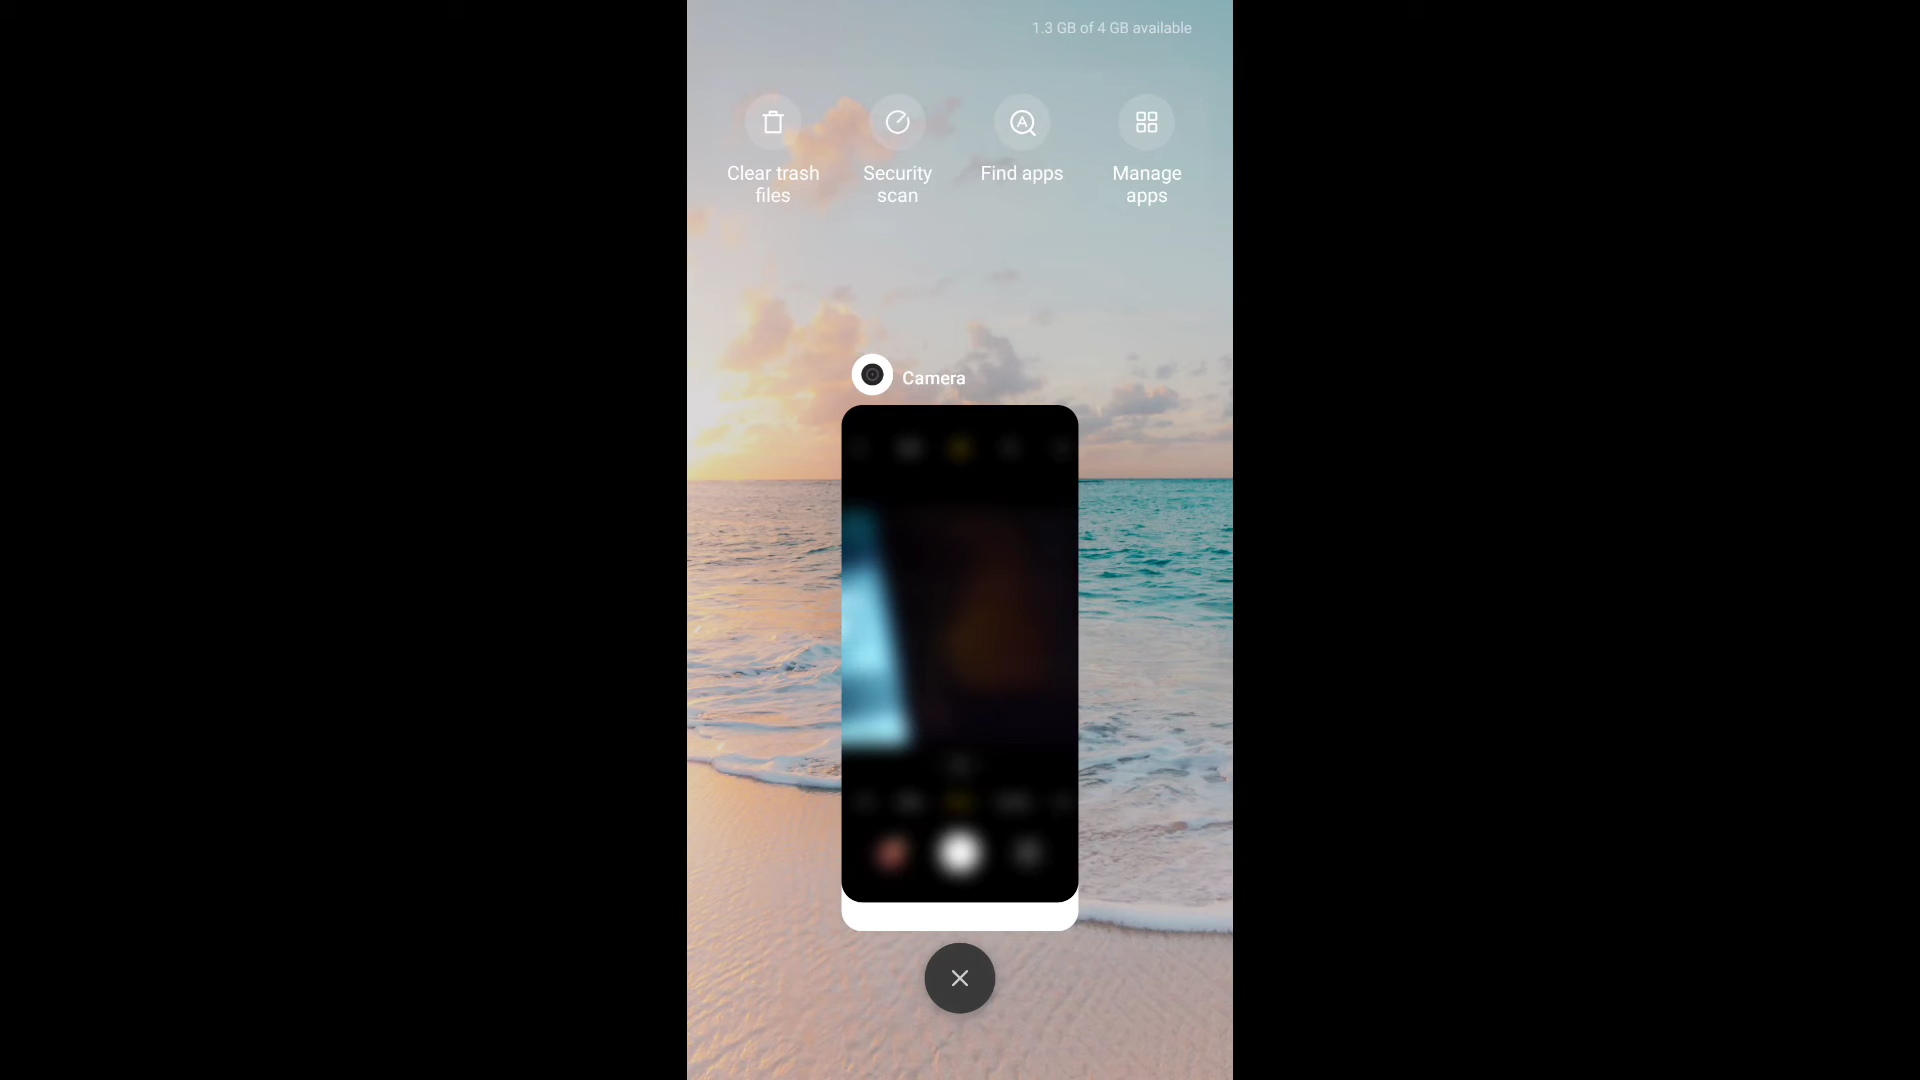 1.3 GB of 4 GB available
Clear trash
files
Security
scan
Find apps
Manage
apps
Camera